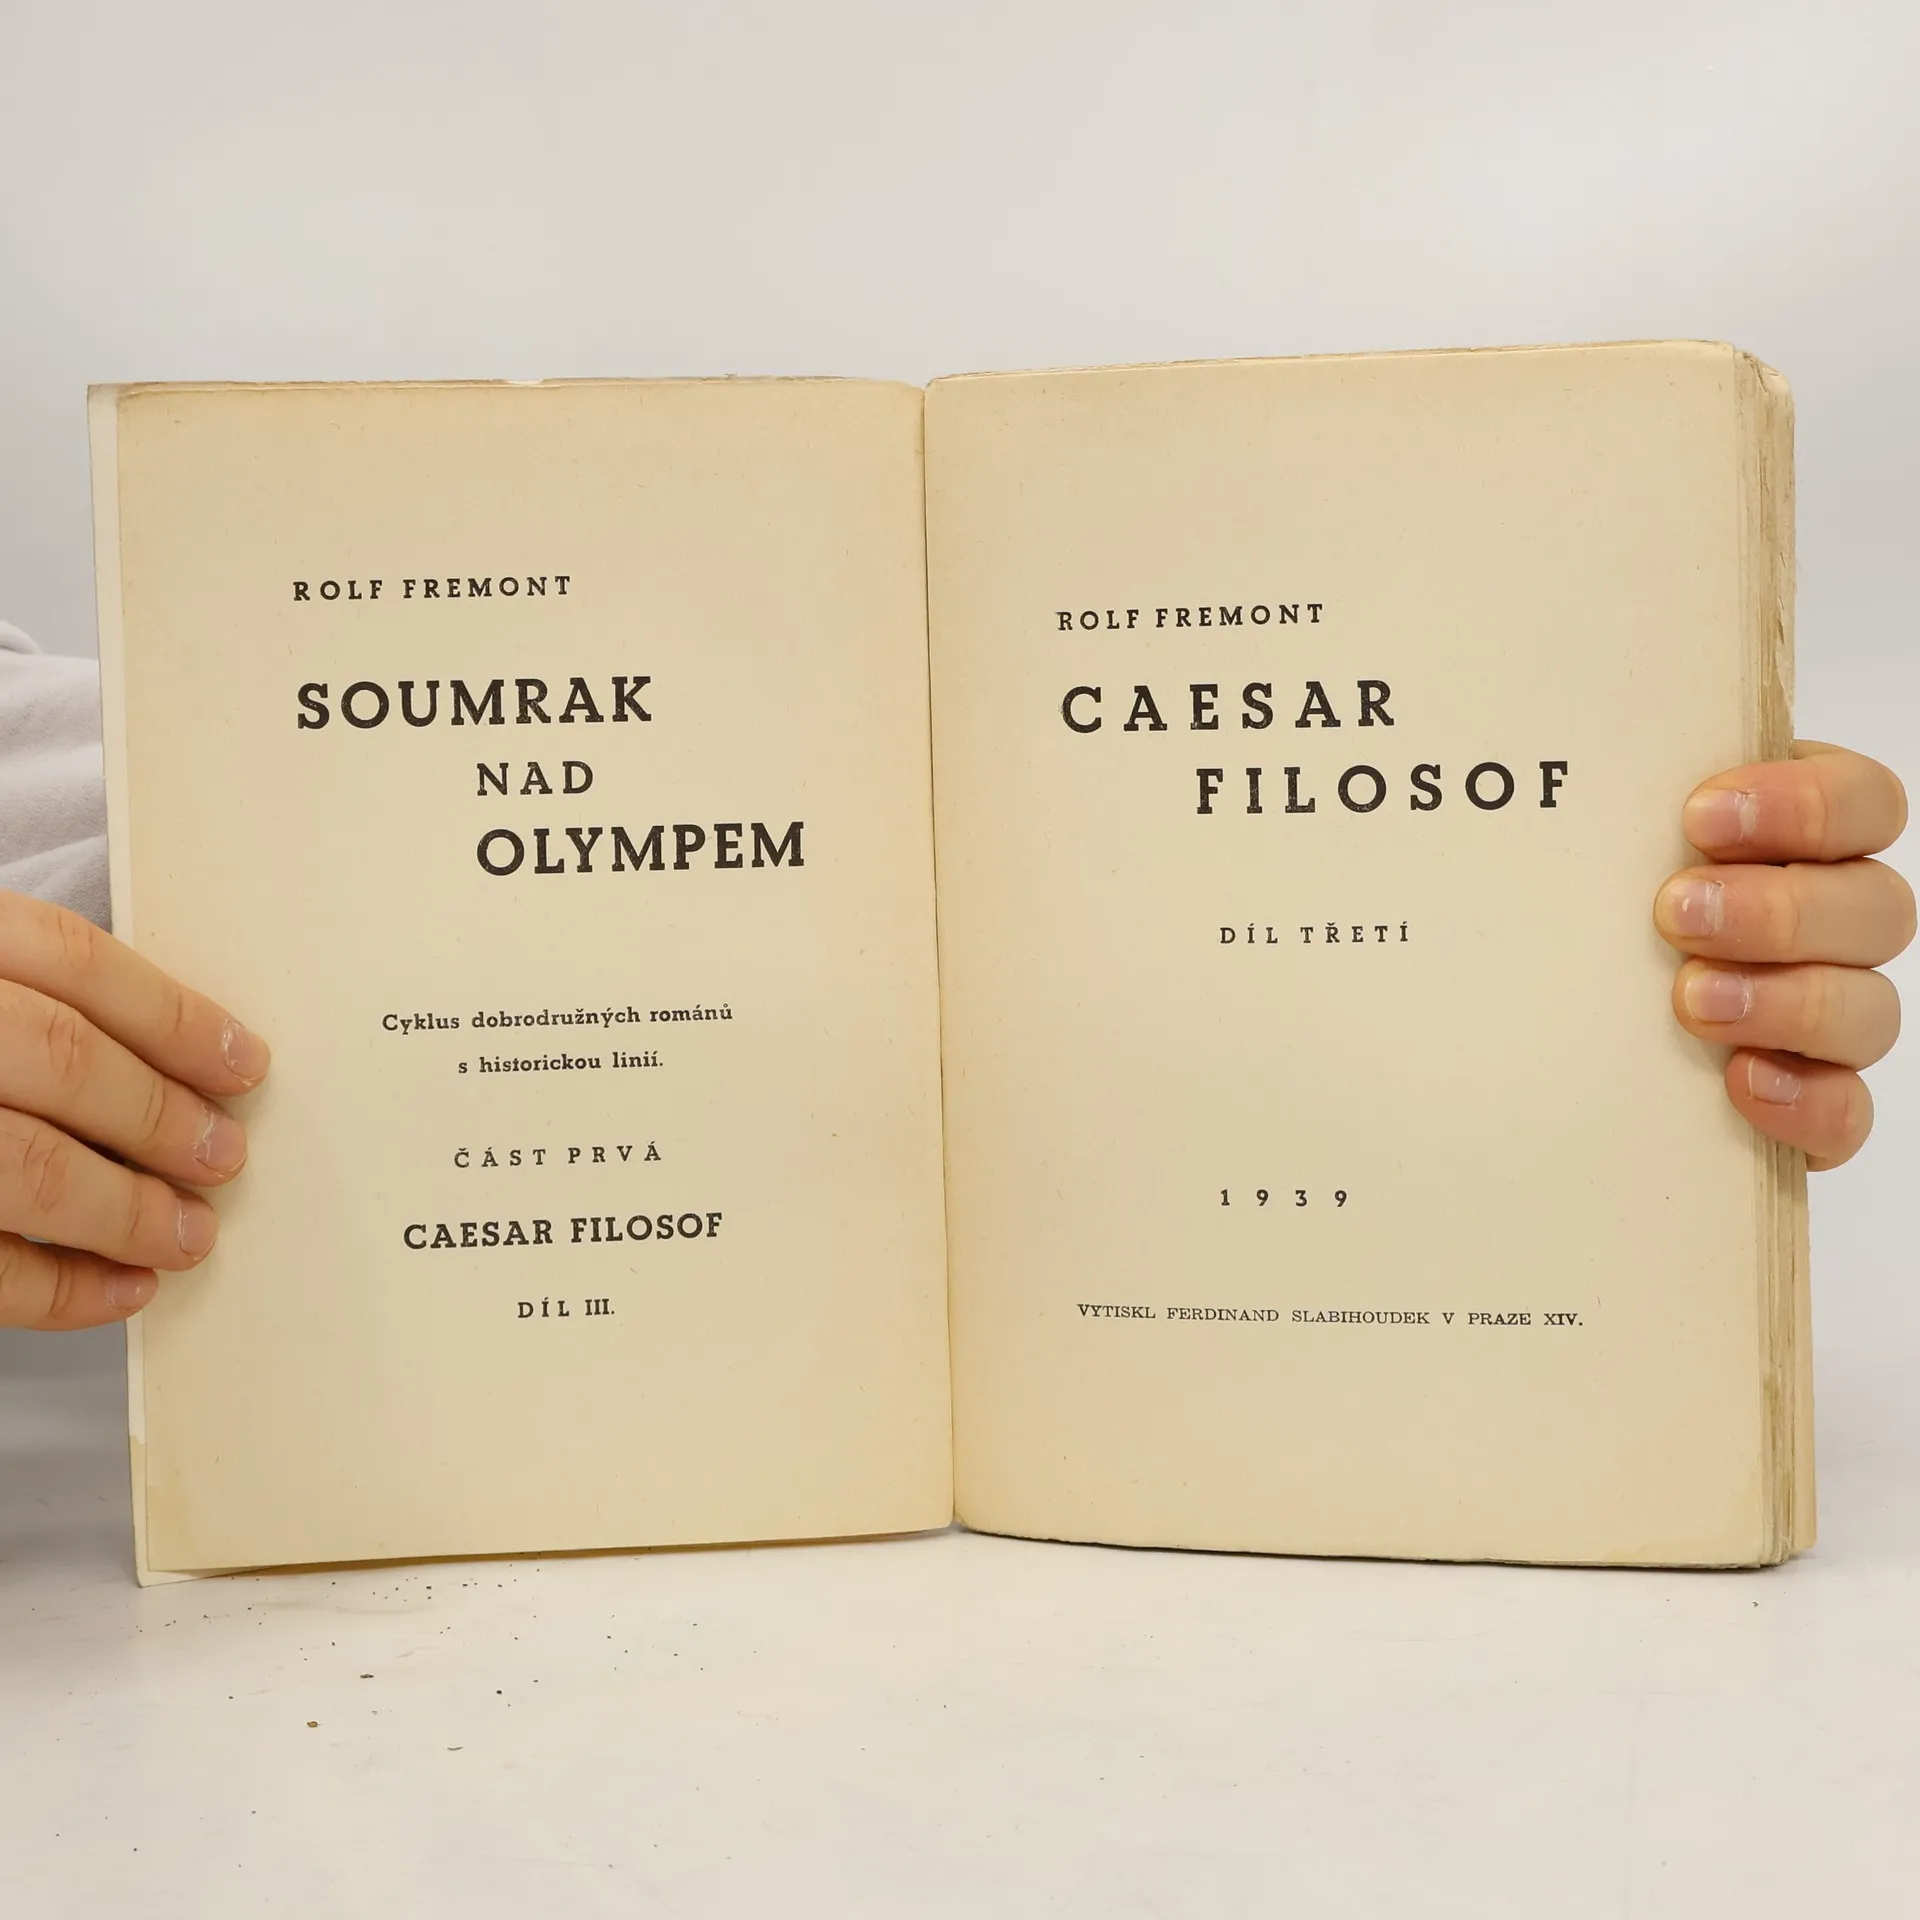 ROLF FREMONT
SOUMRAK
NAD
OLYMPEM
Cyklus dobrodružných románů
s historickou linií.
ČÁST PRVÁ
CAESAR FILOSOF
DÍL III.
ROLF FREMONT
CAESAR
FILOSOF
DÍL TŘETÍ
1939
VYTISKL FERDINAND SLABIHOUDEK V PRAZE XIV.